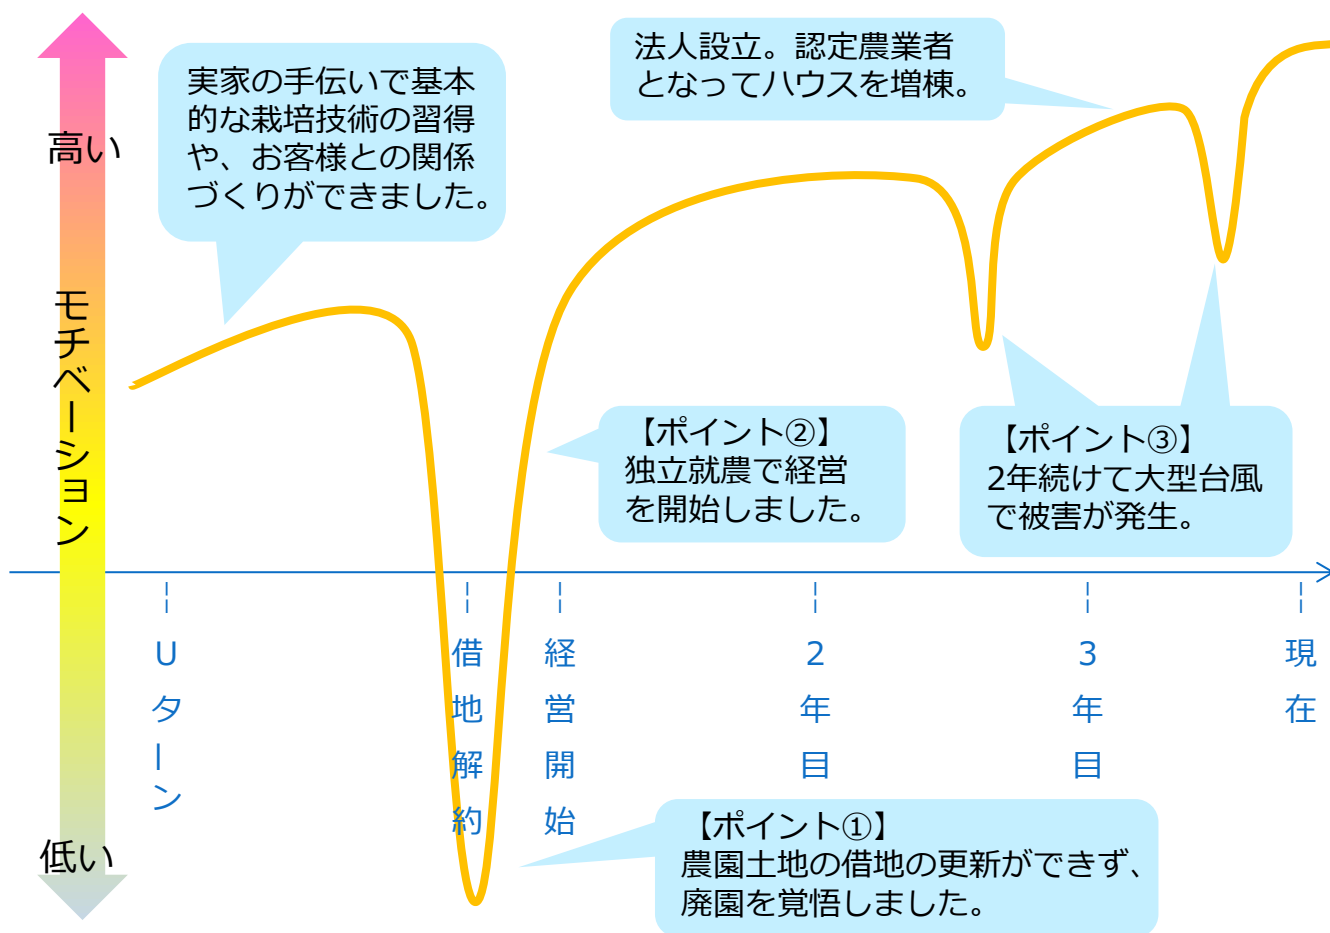 高い
モチベーション
低い
実家の手伝いで基本
的な栽培技術の習得
や、お客様との関係
づくりができました。
法人設立。認定農業者
となってハウスを増棟。
【ポイント②】
独立就農で経営
を開始しました。
【ポイント③】
2年続けて大型台風
で被害が発生。
Uターン
借地解約
経営開始
2年目
3年目
現在
【ポイント①】
農園土地の借地の更新ができず、
廃園を覚悟しました。